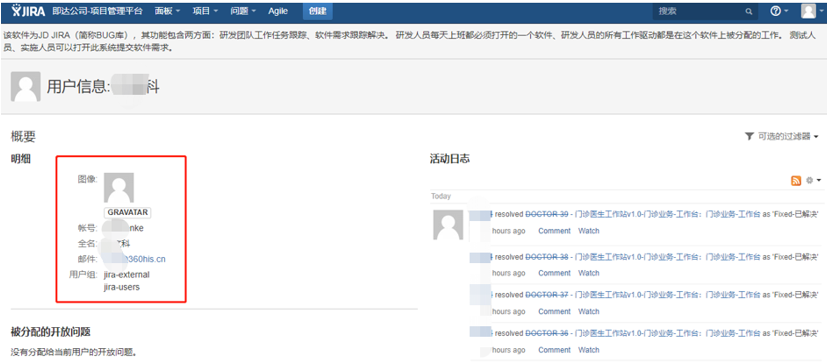 JIRA 即达公司-项目管理平台 面板 项目 问题 Agile 创建 搜索
该软件为JD JIRA(简称BUG库),其功能包含两方面:研发团队工作任务跟踪、软件需求跟踪解决。 研发人员每天上班都必须打开的一个软件、研发人员的所有工作驱动都是在这个软件上被分配的工作。 测试人
员、实施人员可以打开此系统提交软件需求。
用户信息: 科
概要
可选的过滤器
明细
活动日志
图像:
GRAVATAR
帐号: nke
全名: 科
邮件: @360his.cn
用户组: jira-external
jira-users
Today
resolved DOCTOR-39 - 门诊医生工作站v1.0-门诊业务-工作台:门诊业务-工作台 as 'Fixed-已解决'
hours ago Comment Watch
resolved DOCTOR-38 - 门诊医生工作站v1.0-门诊业务-工作台:门诊业务-工作台 as 'Fixed-已解决'
hours ago Comment Watch
resolved DOCTOR-37 - 门诊医生工作站v1.0-门诊业务-工作台:门诊业务-工作台 as 'Fixed-已解决'
hours ago Comment Watch
resolved DOCTOR-36 - 门诊医生工作站v1.0-门诊业务-工作台:门诊业务-工作台 as 'Fixed-已解决'
hours ago Comment Watch
被分配的开放问题
没有分配给当前用户的开放问题。